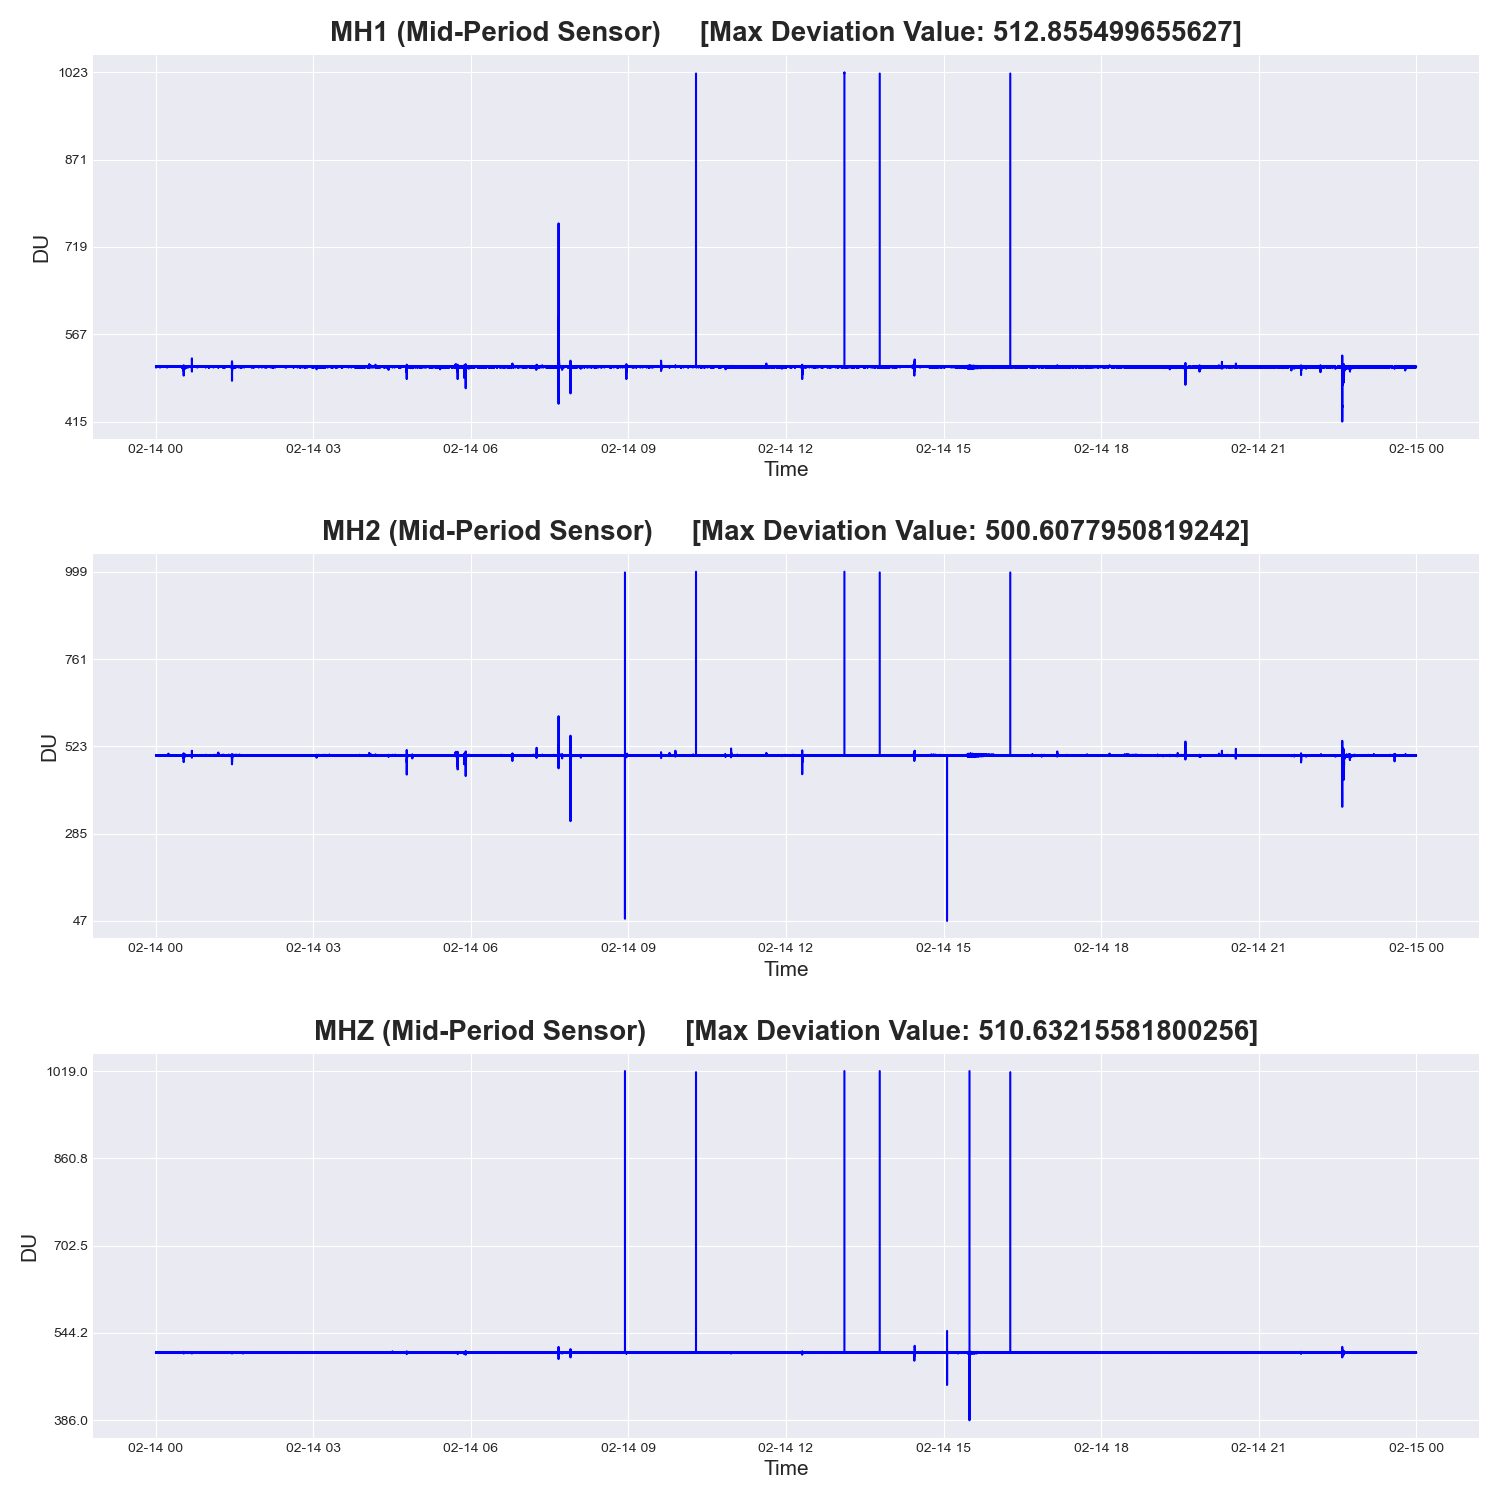 MH1 (Mid-Period Sensor) [Max Deviation Value: 512.855499655627]
1023
871
719
567
415
DU
02-14 00 02-14 03 02-14 06 02-14 09 02-14 12 02-14 15 02-14 18 02-14 21 02-15 00
Time
MH2 (Mid-Period Sensor) [Max Deviation Value: 500.6077950819242]
999
761
523
285
47
DU
02-14 00 02-14 03 02-14 06 02-14 09 02-14 12 02-14 15 02-14 18 02-14 21 02-15 00
Time
MHZ (Mid-Period Sensor) [Max Deviation Value: 510.63215581800256]
1019.0
860.8
702.5
544.2
386.0
DU
02-14 00 02-14 03 02-14 06 02-14 09 02-14 12 02-14 15 02-14 18 02-14 21 02-15 00
Time